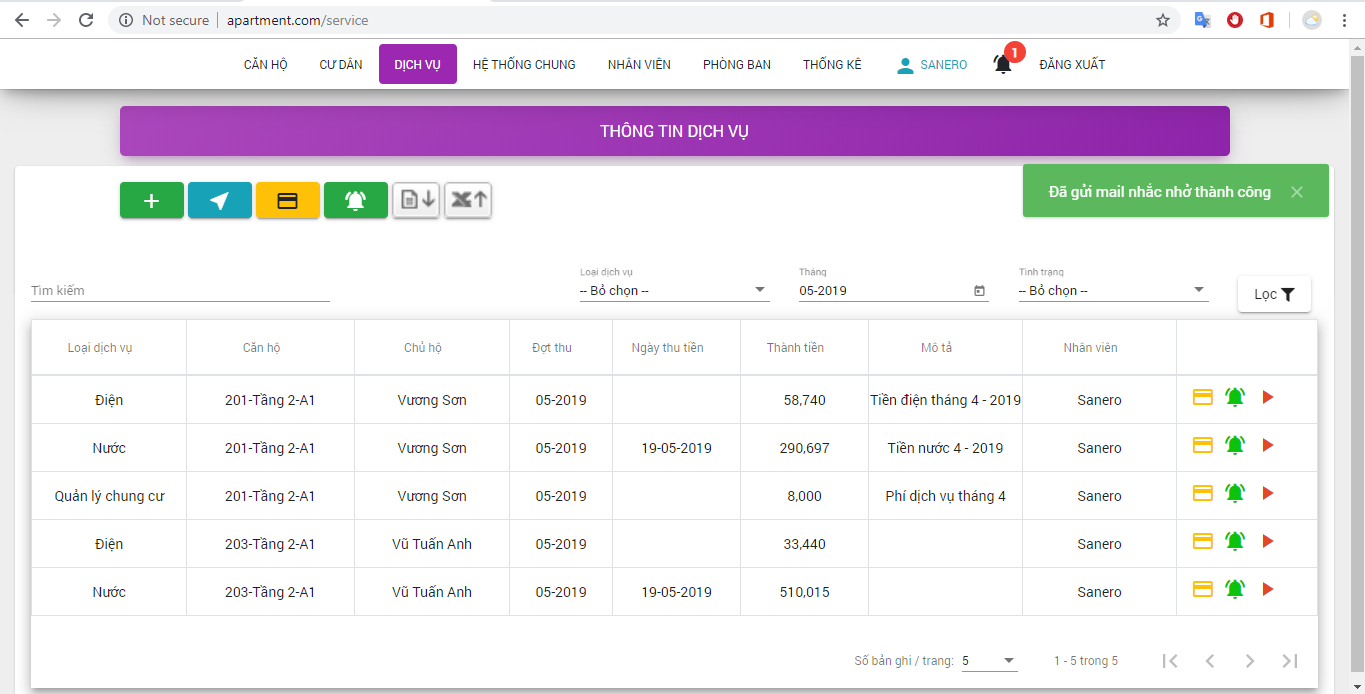 Not secure | apartment.com/service
CĂN HỘ CƯ DÂN DỊCH VỤ HỆ THỐNG CHUNG NHÂN VIÊN PHÒNG BAN THỐNG KÊ SANERO 1 ĐĂNG XUẤT
THÔNG TIN DỊCH VỤ
Đã gửi mail nhắc nhở thành công
Loại dịch vụ Tháng Tình trạng
Tìm kiếm -- Bỏ chọn -- 05-2019 -- Bỏ chọn -- Lọc
Loại dịch vụ Căn hộ Chủ hộ Đợt thu Ngày thu tiền Thành tiền Mô tả Nhân viên
Điện 201-Tầng 2-A1 Vương Sơn 05-2019 58,740 Tiền điện tháng 4 - 2019 Sanero
Nước 201-Tầng 2-A1 Vương Sơn 05-2019 19-05-2019 290,697 Tiền nước 4 - 2019 Sanero
Quản lý chung cư 201-Tầng 2-A1 Vương Sơn 05-2019 8,000 Phí dịch vụ tháng 4 Sanero
Điện 203-Tầng 2-A1 Vũ Tuấn Anh 05-2019 33,440 Sanero
Nước 203-Tầng 2-A1 Vũ Tuấn Anh 05-2019 19-05-2019 510,015 Sanero
Số bản ghi / trang: 5 1 - 5 trong 5